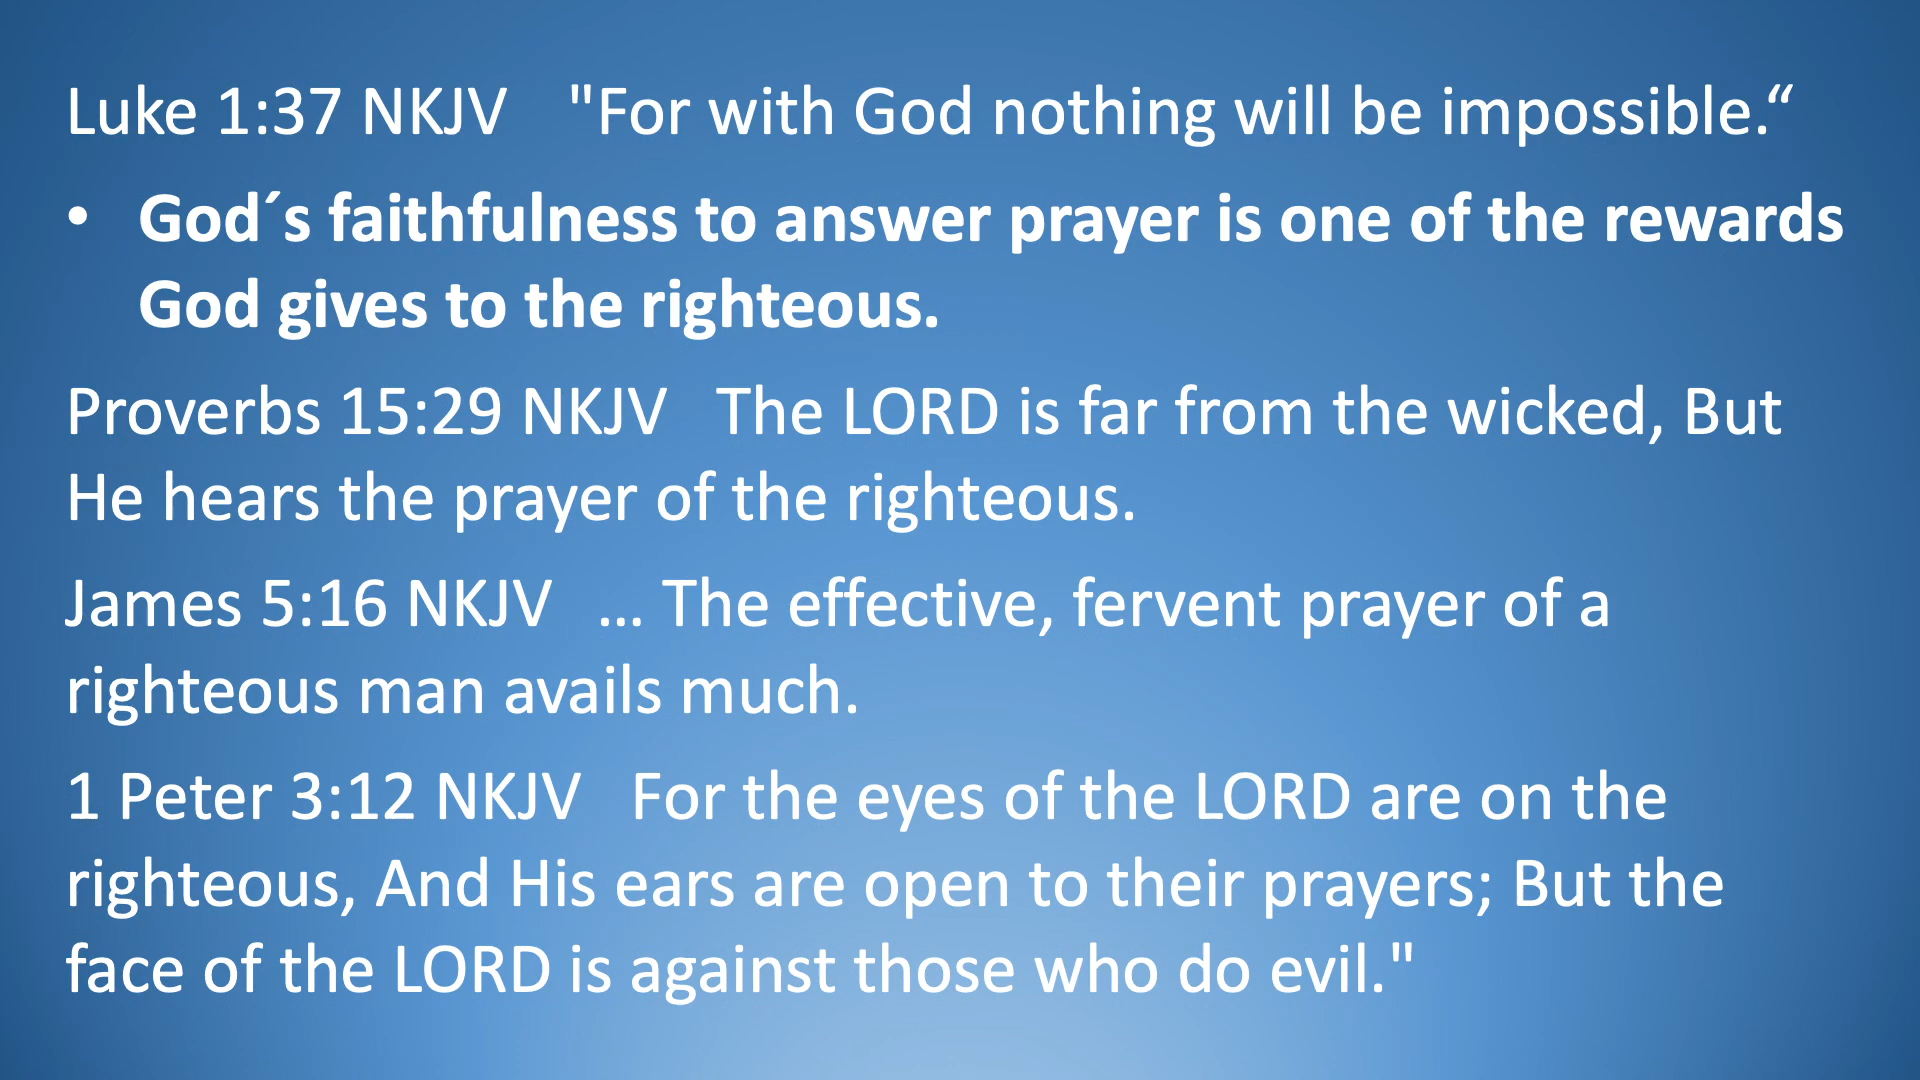 Luke 1:37 NKJV "For with God nothing will be impossible.“
• God´s faithfulness to answer prayer is one of the rewards
God gives to the righteous.
Proverbs 15:29 NKJV The LORD is far from the wicked, But
He hears the prayer of the righteous.
James 5:16 NKJV … The effective, fervent prayer of a
righteous man avails much.
1 Peter 3:12 NKJV For the eyes of the LORD are on the
righteous, And His ears are open to their prayers; But the
face of the LORD is against those who do evil."